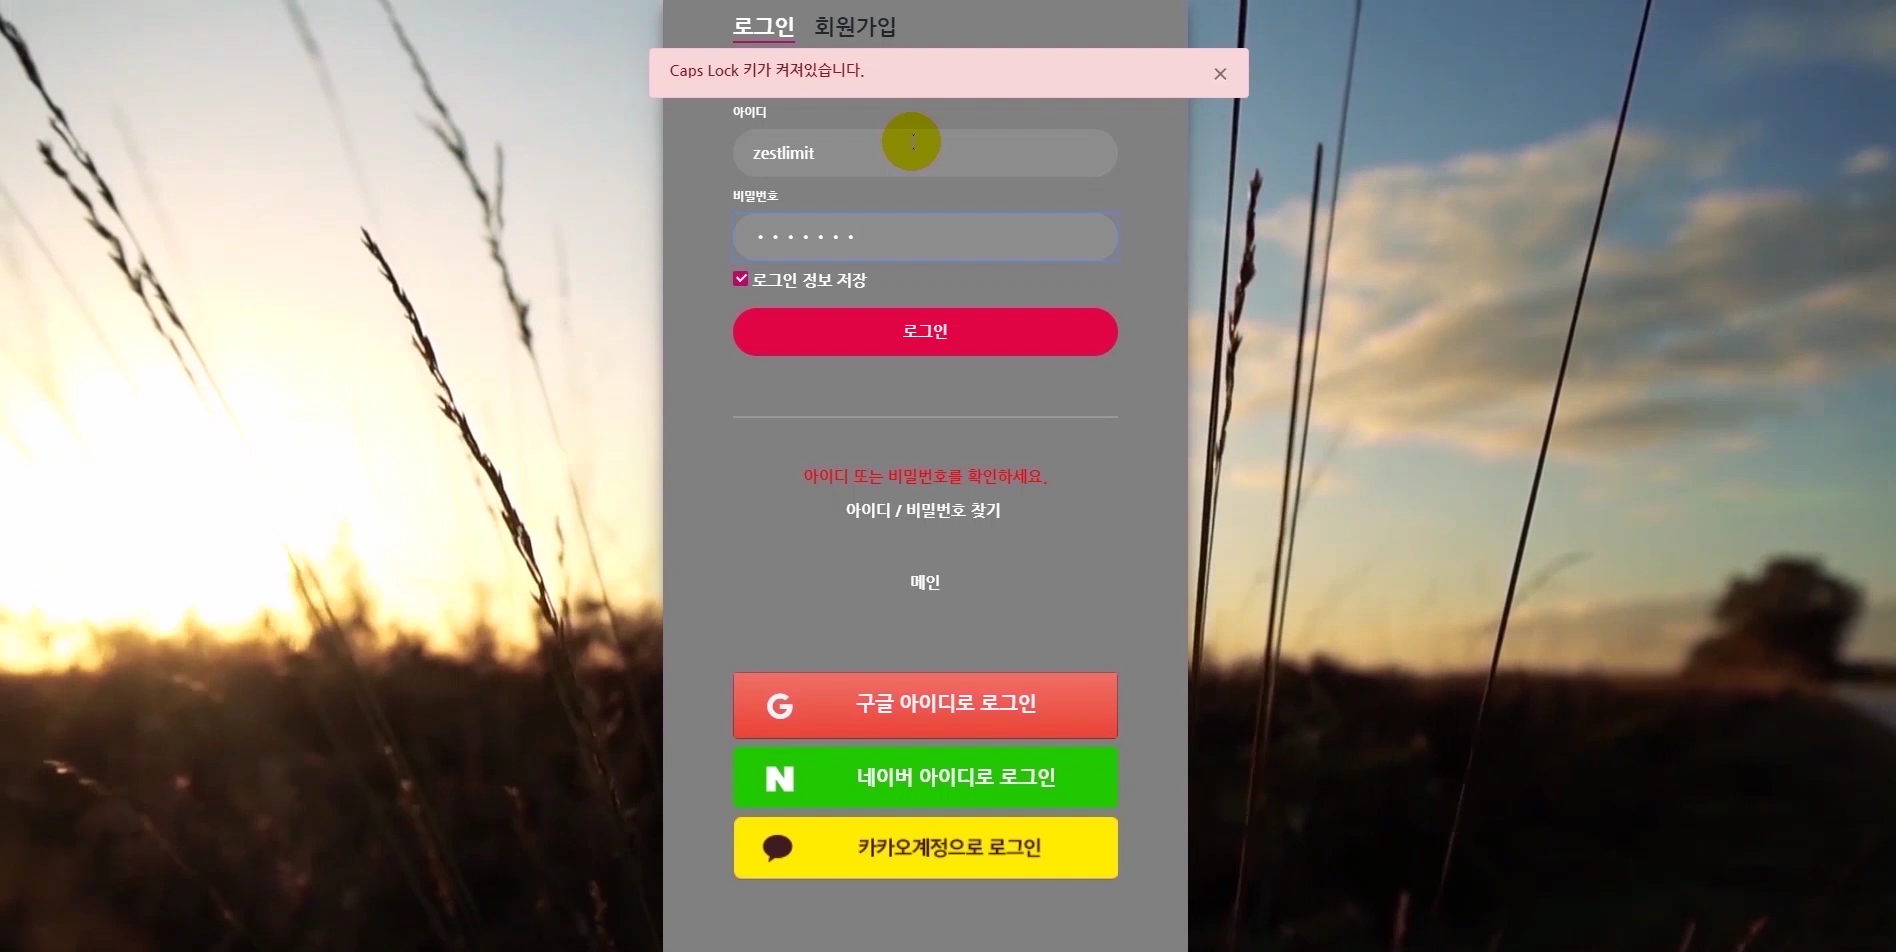 로그인 회원가입
Caps Lock 키가 켜져있습니다.
아이디
zestlimit
비밀번호
로그인 정보 저장
로그인
아이디 또는 비밀번호를 확인하세요.
아이디 / 비밀번호 찾기
메인
구글 아이디로 로그인
네이버 아이디로 로그인
카카오계정으로 로그인